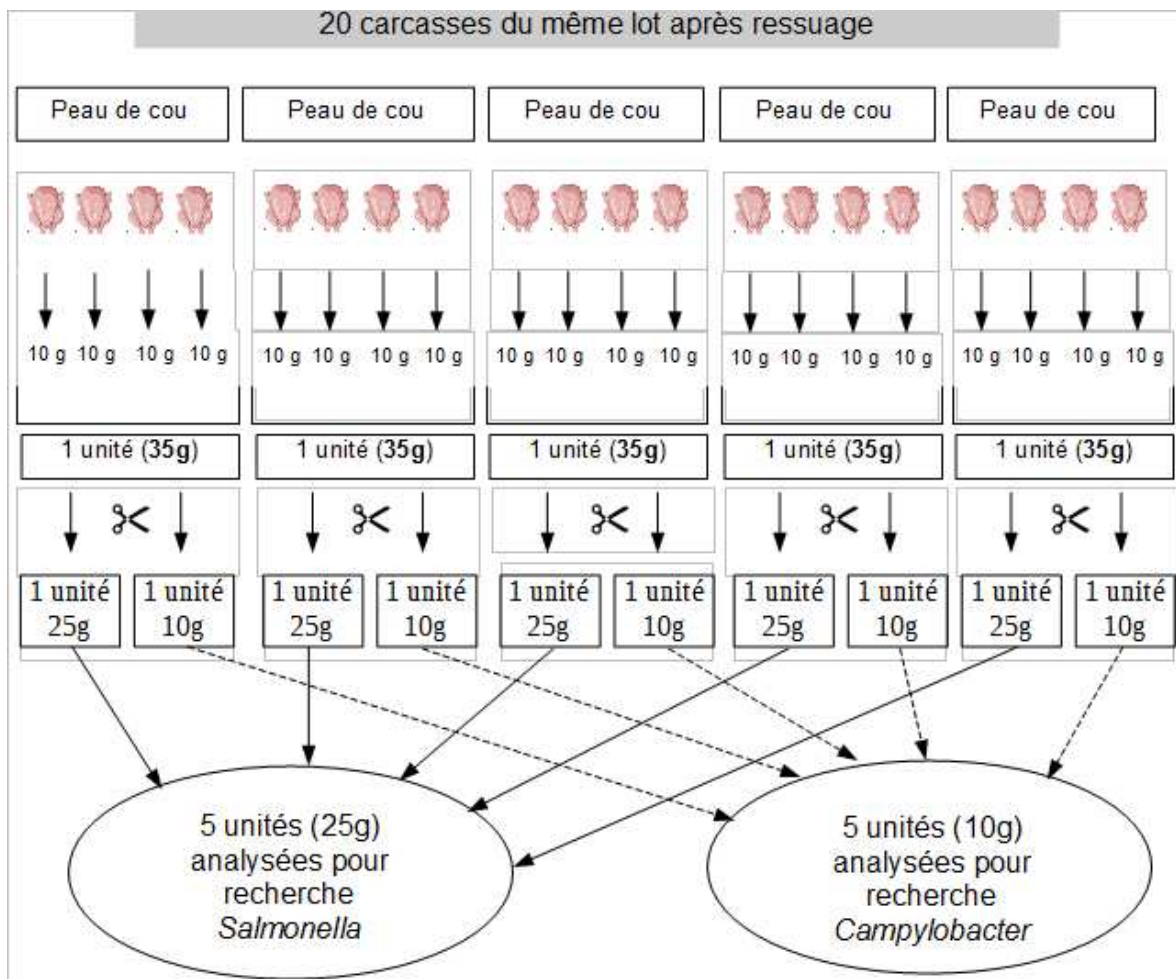 20 carcasses du même lot après ressuage
Peau de cou Peau de cou Peau de cou Peau de cou Peau de cou
10 g 10 g 10 g 10 g 10 g 10 g 10 g 10 g 10 g 10 g 10 g 10 g 10 g 10 g 10 g 10 g 10 g 10 g 10 g 10 g
1 unité (35g) 1 unité (35g) 1 unité (35g) 1 unité (35g) 1 unité (35g)
1 unité 1 unité 1 unité 1 unité 1 unité 1 unité 1 unité 1 unité 1 unité 1 unité
25g 10g 25g 10g 25g 10g 25g 10g 25g 10g
5 unités (25g)
analysées pour
recherche
Salmonella
5 unités (10g)
analysées pour
recherche
Campylobacter